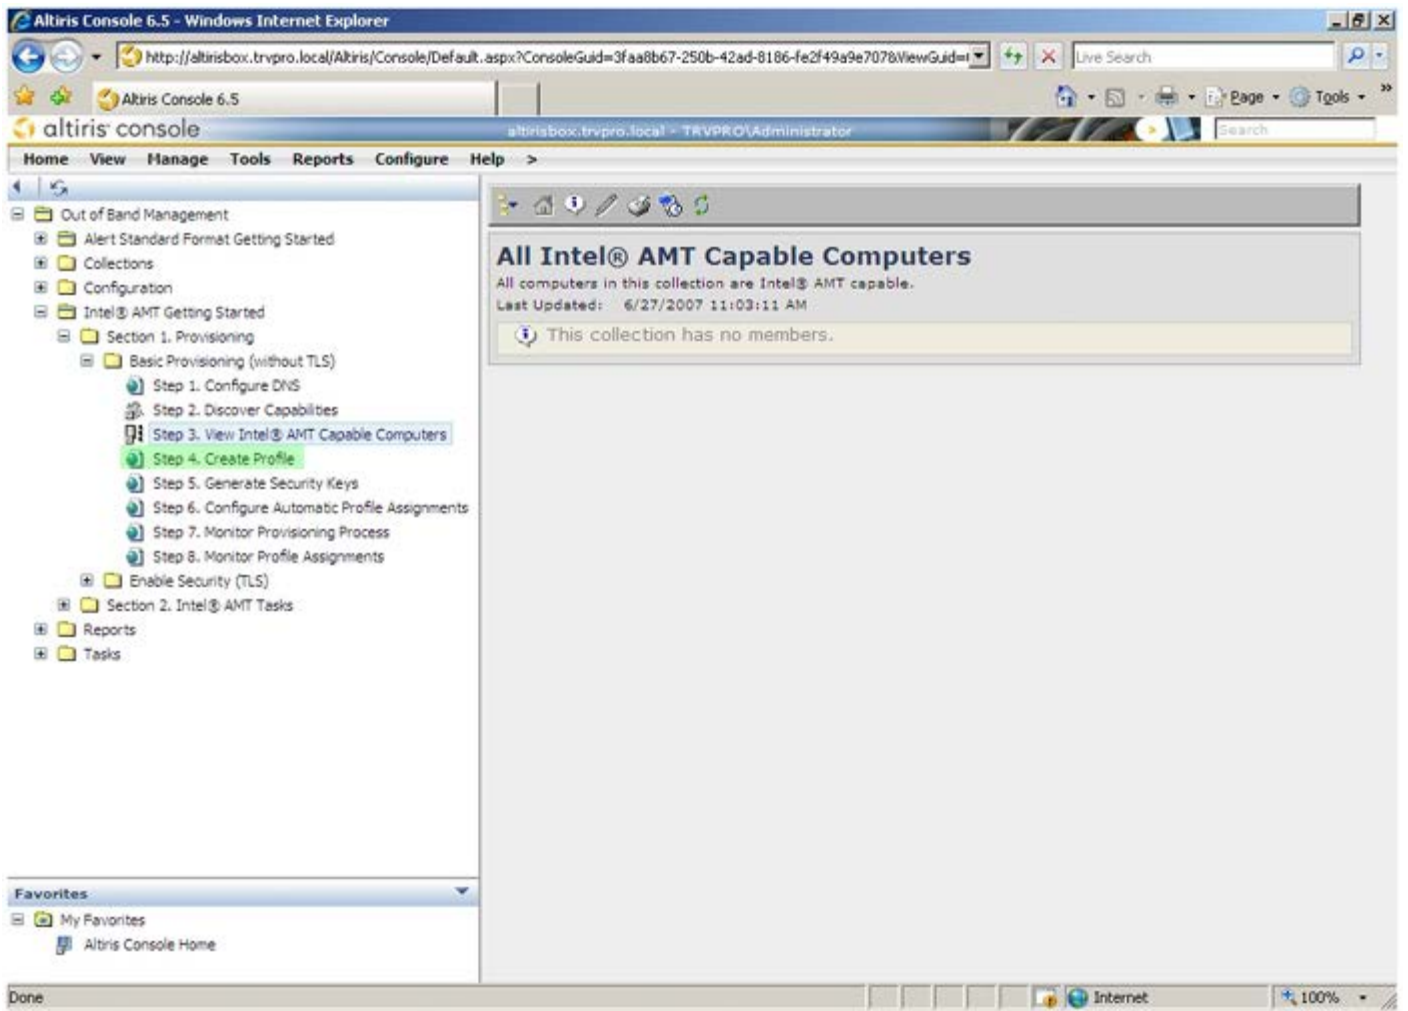 Altiris Console 6.5 - Windows Internet Explorer
http://altirisbox.trvpro.local/Altiris/Console/Default.aspx?ConsoleGuid=3faa8b67-250b-42ad-8186-fe2f49a9e707&ViewGuid=
Live Search
Altiris Console 6.5
Page
Tools
altiris console
altirisbox.trvpro.local - TRVPRO\Administrator
Search
Home View Manage Tools Reports Configure Help >
Out of Band Management
Alert Standard Format Getting Started
Collections
Configuration
Intel® AMT Getting Started
Section 1. Provisioning
Basic Provisioning (without TLS)
Step 1. Configure DNS
Step 2. Discover Capabilities
Step 3. View Intel® AMT Capable Computers
Step 4. Create Profile
Step 5. Generate Security Keys
Step 6. Configure Automatic Profile Assignments
Step 7. Monitor Provisioning Process
Step 8. Monitor Profile Assignments
Enable Security (TLS)
Section 2. Intel® AMT Tasks
Reports
Tasks
All Intel® AMT Capable Computers
All computers in this collection are Intel® AMT capable.
Last Updated: 6/27/2007 11:03:11 AM
This collection has no members.
Favorites
My Favorites
Altiris Console Home
Done
Internet
100%